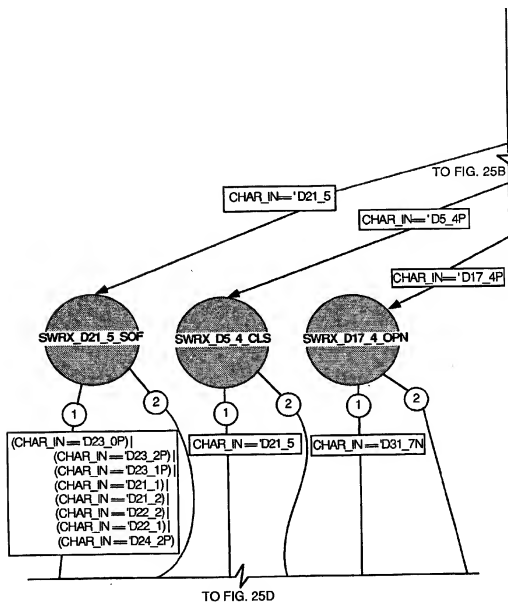 TO FIG. 25B
CHAR_IN=='D21_5
CHAR_IN=='D5_4P
CHAR_IN=='D17_4P
SWRX_D21_5_SOF
SWRX_D5_4_CLS
SWRX_D17_4_OPN
1
2
1
2
1
2
(CHAR_IN=='D23_0P)|
(CHAR_IN=='D23_2P)|
(CHAR_IN=='D23_1P)|
(CHAR_IN=='D21_1)|
(CHAR_IN=='D21_2)|
(CHAR_IN=='D22_2)|
(CHAR_IN=='D22_1)|
(CHAR_IN=='D24_2P)
CHAR_IN=='D21_5
CHAR_IN=='D31_7N
TO FIG. 25D